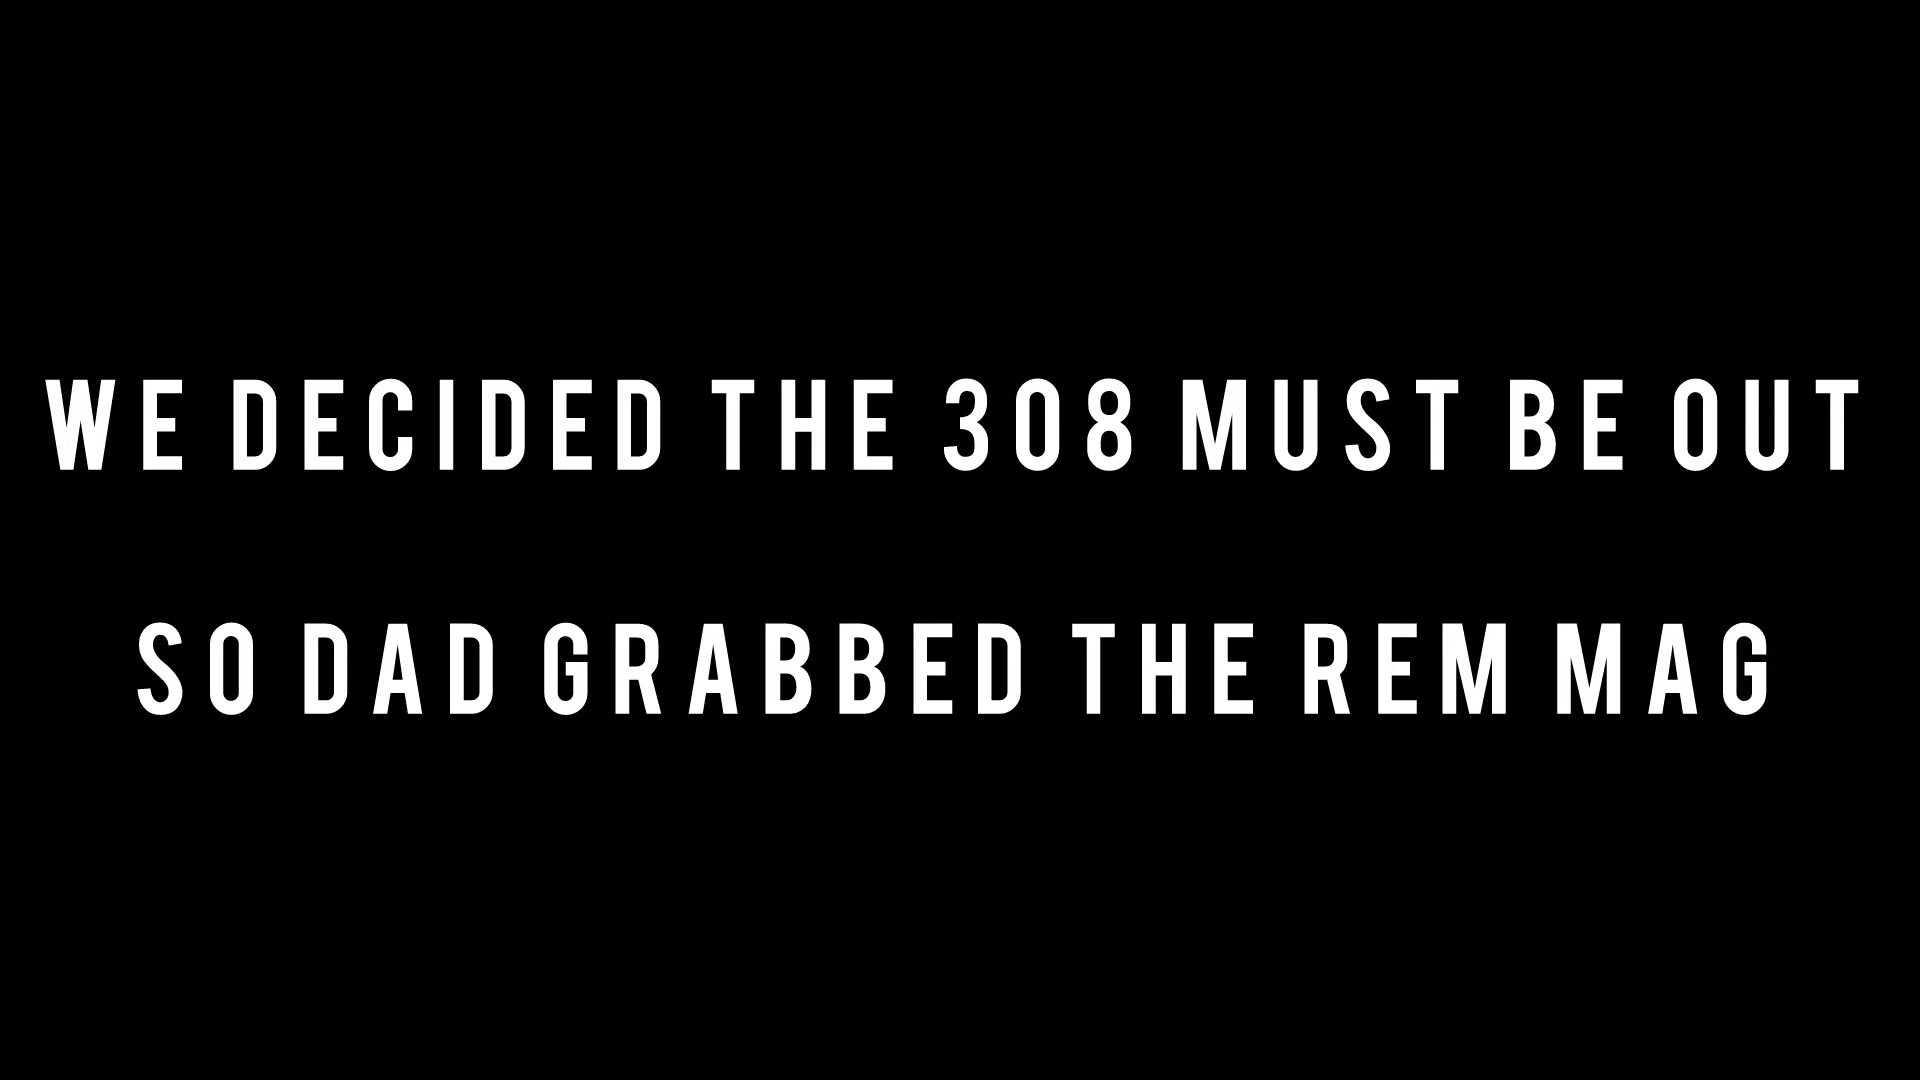 WE DECIDED THE 308 MUST BE OUT
SO DAD GRABBED THE REM MAG